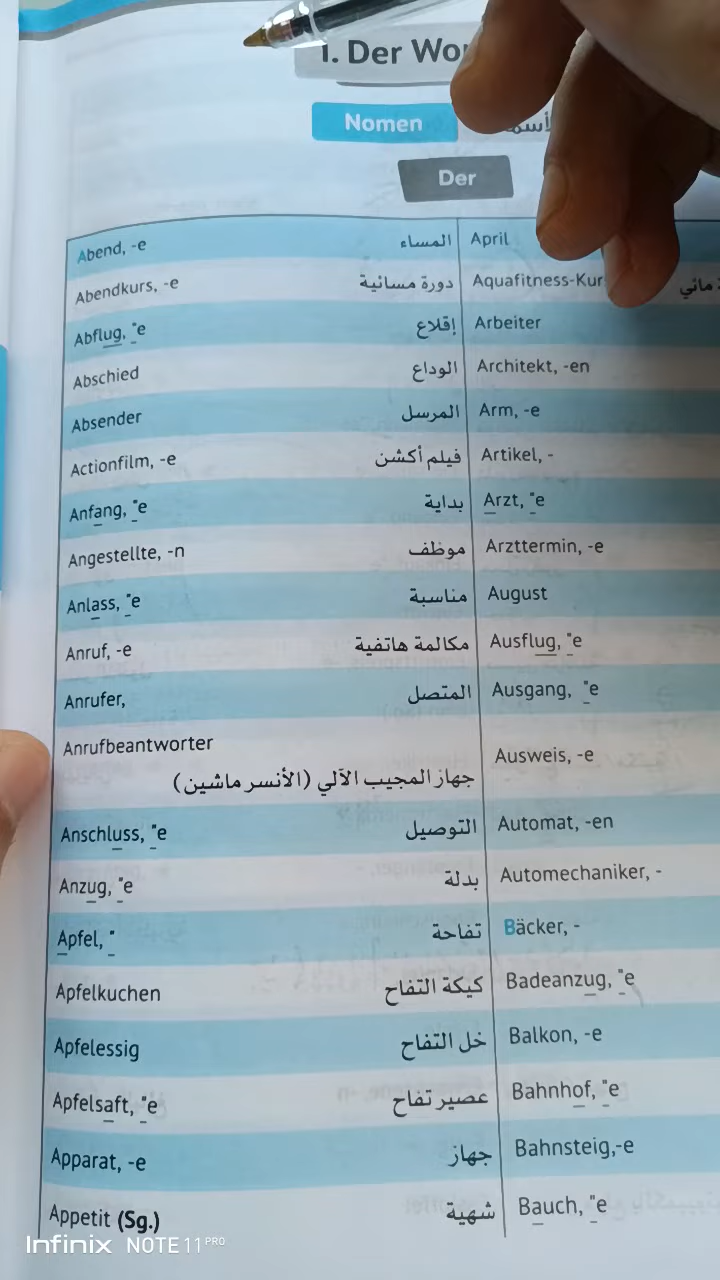 1. Der Wor
Nomen
Der
Abend, -e المساء
Abendkurs, -e دورة مسائية
Abflug, ¨e إقلاع
Abschied الوداع
Absender المرسل
Actionfilm, -e فيلم أكشن
Anfang, ¨e بداية
Angestellte, -n موظف
Anlass, ¨e مناسبة
Anruf, -e مكالمة هاتفية
Anrufer, المتصل
Anrufbeantworter
جهاز المجيب الآلي (الأنسر ماشين)
Anschluss, ¨e التوصيل
Anzug, ¨e بدلة
Apfel, ¨ تفاحة
Apfelkuchen كيكة التفاح
Apfelessig خل التفاح
Apfelsaft, ¨e عصير تفاح
Apparat, -e جهاز
Appetit (Sg.) شهية
April
Aquafitness-Kur مائي
Arbeiter
Architekt, -en
Arm, -e
Artikel, -
Arzt, ¨e
Arzttermin, -e
August
Ausflug, ¨e
Ausgang, ¨e
Ausweis, -e
Automat, -en
Automechaniker, -
Bäcker, -
Badeanzug, ¨e
Balkon, -e
Bahnhof, ¨e
Bahnsteig,-e
Bauch, ¨e
Infinix NOTE 11 PRO